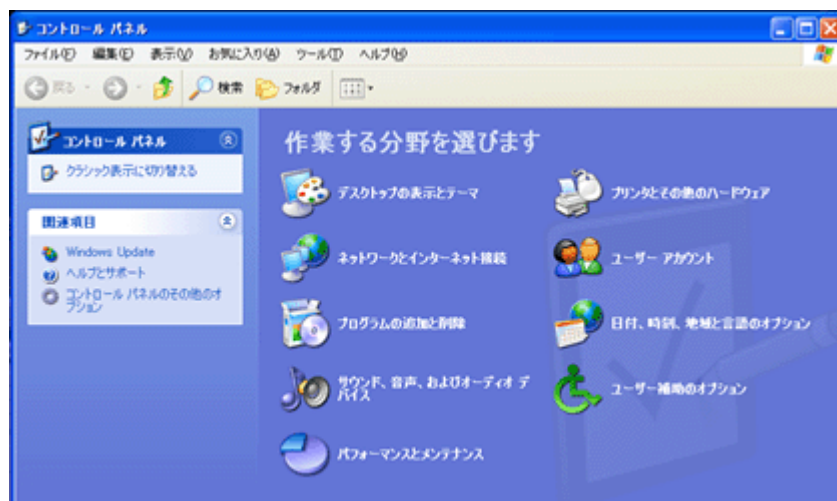 コントロール パネル
ファイル(F) 編集(E) 表示(V) お気に入り(A) ツール(T) ヘルプ(H)
戻る 検索 フォルダ
コントロール パネル
クラシック表示に切り替える
関連項目
Windows Update
ヘルプとサポート
コントロール パネルのその他のオ
プション
作業する分野を選びます
デスクトップの表示とテーマ
プリンタとその他のハードウェア
ネットワークとインターネット接続
ユーザー アカウント
プログラムの追加と削除
日付、時刻、地域と言語のオプション
サウンド、音声、およびオーディオ デ
バイス
ユーザー補助のオプション
パフォーマンスとメンテナンス